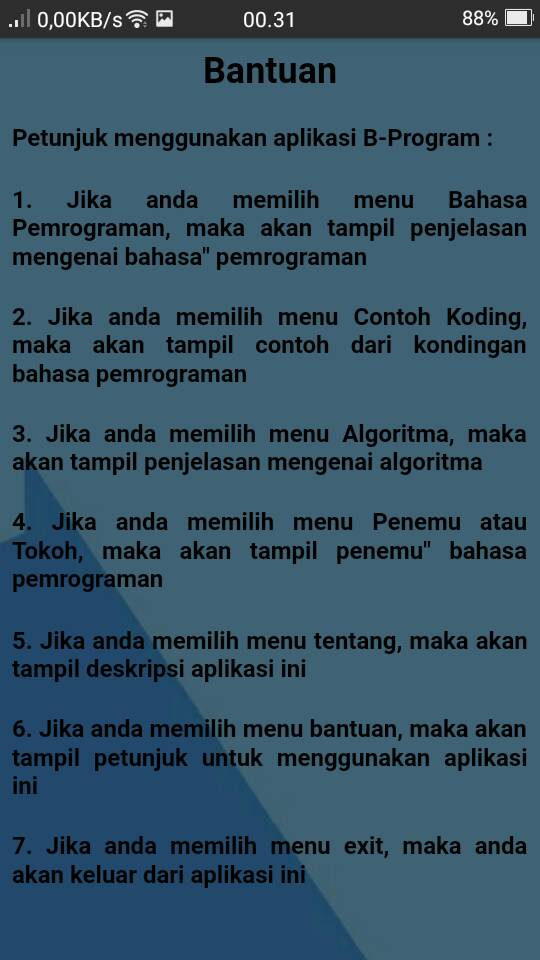 0,00KB/s 00.31 88%
Bantuan
Petunjuk menggunakan aplikasi B-Program :
1. Jika anda memilih menu Bahasa
Pemrograman, maka akan tampil penjelasan
mengenai bahasa" pemrograman
2. Jika anda memilih menu Contoh Koding,
maka akan tampil contoh dari kondingan
bahasa pemrograman
3. Jika anda memilih menu Algoritma, maka
akan tampil penjelasan mengenai algoritma
4. Jika anda memilih menu Penemu atau
Tokoh, maka akan tampil penemu" bahasa
pemrograman
5. Jika anda memilih menu tentang, maka akan
tampil deskripsi aplikasi ini
6. Jika anda memilih menu bantuan, maka akan
tampil petunjuk untuk menggunakan aplikasi
ini
7. Jika anda memilih menu exit, maka anda
akan keluar dari aplikasi ini